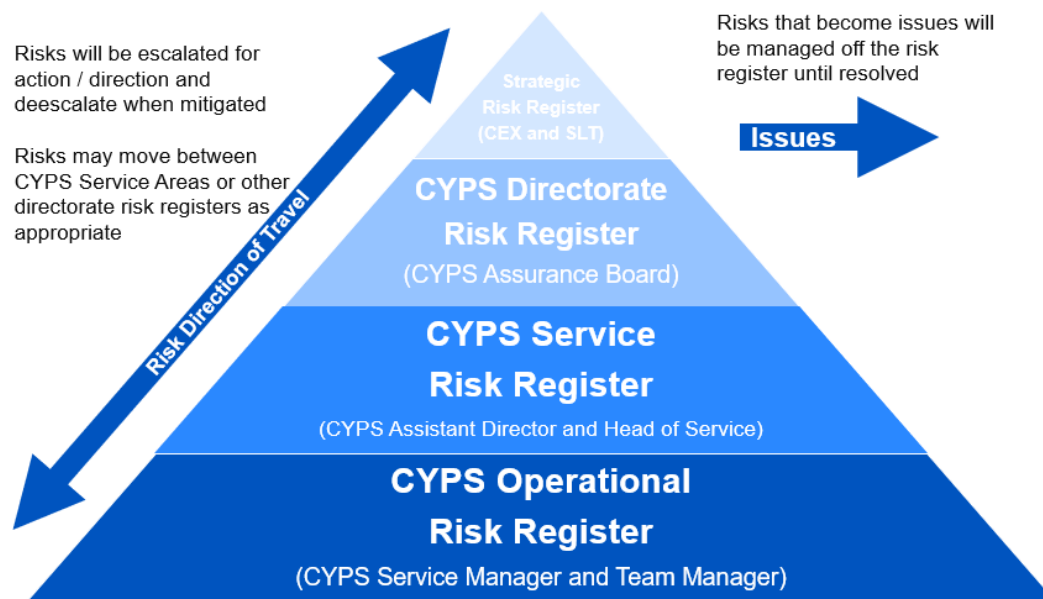 Risks will be escalated for
action / direction and
deescalate when mitigated
Risks may move between
CYPS Service Areas or other
directorate risk registers as
appropriate
Risk Direction of Travel
Strategic
Risk Register
(CEX and SLT)
CYPS Directorate
Risk Register
(CYPS Assurance Board)
CYPS Service
Risk Register
(CYPS Assistant Director and Head of Service)
CYPS Operational
Risk Register
(CYPS Service Manager and Team Manager)
Risks that become issues will
be managed off the risk
register until resolved
Issues